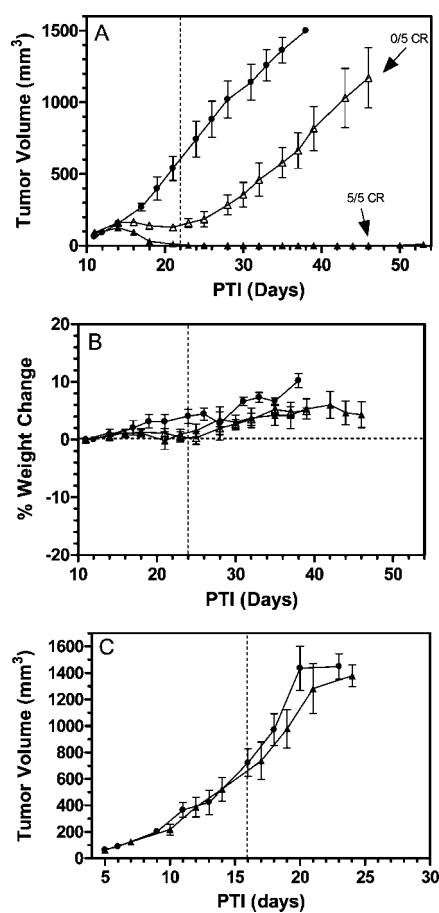 A
0/5 CR
5/5 CR
Tumor Volume (mm3)
1500
1000
500
0
10 20 30 40 50
PTI (Days)
B
% Weight Change
20
10
0
-10
-20
10 20 30 40 50
PTI (Days)
C
Tumor Volume (mm3)
1600
1400
1200
1000
800
600
400
200
0
5 10 15 20 25 30
PTI (days)